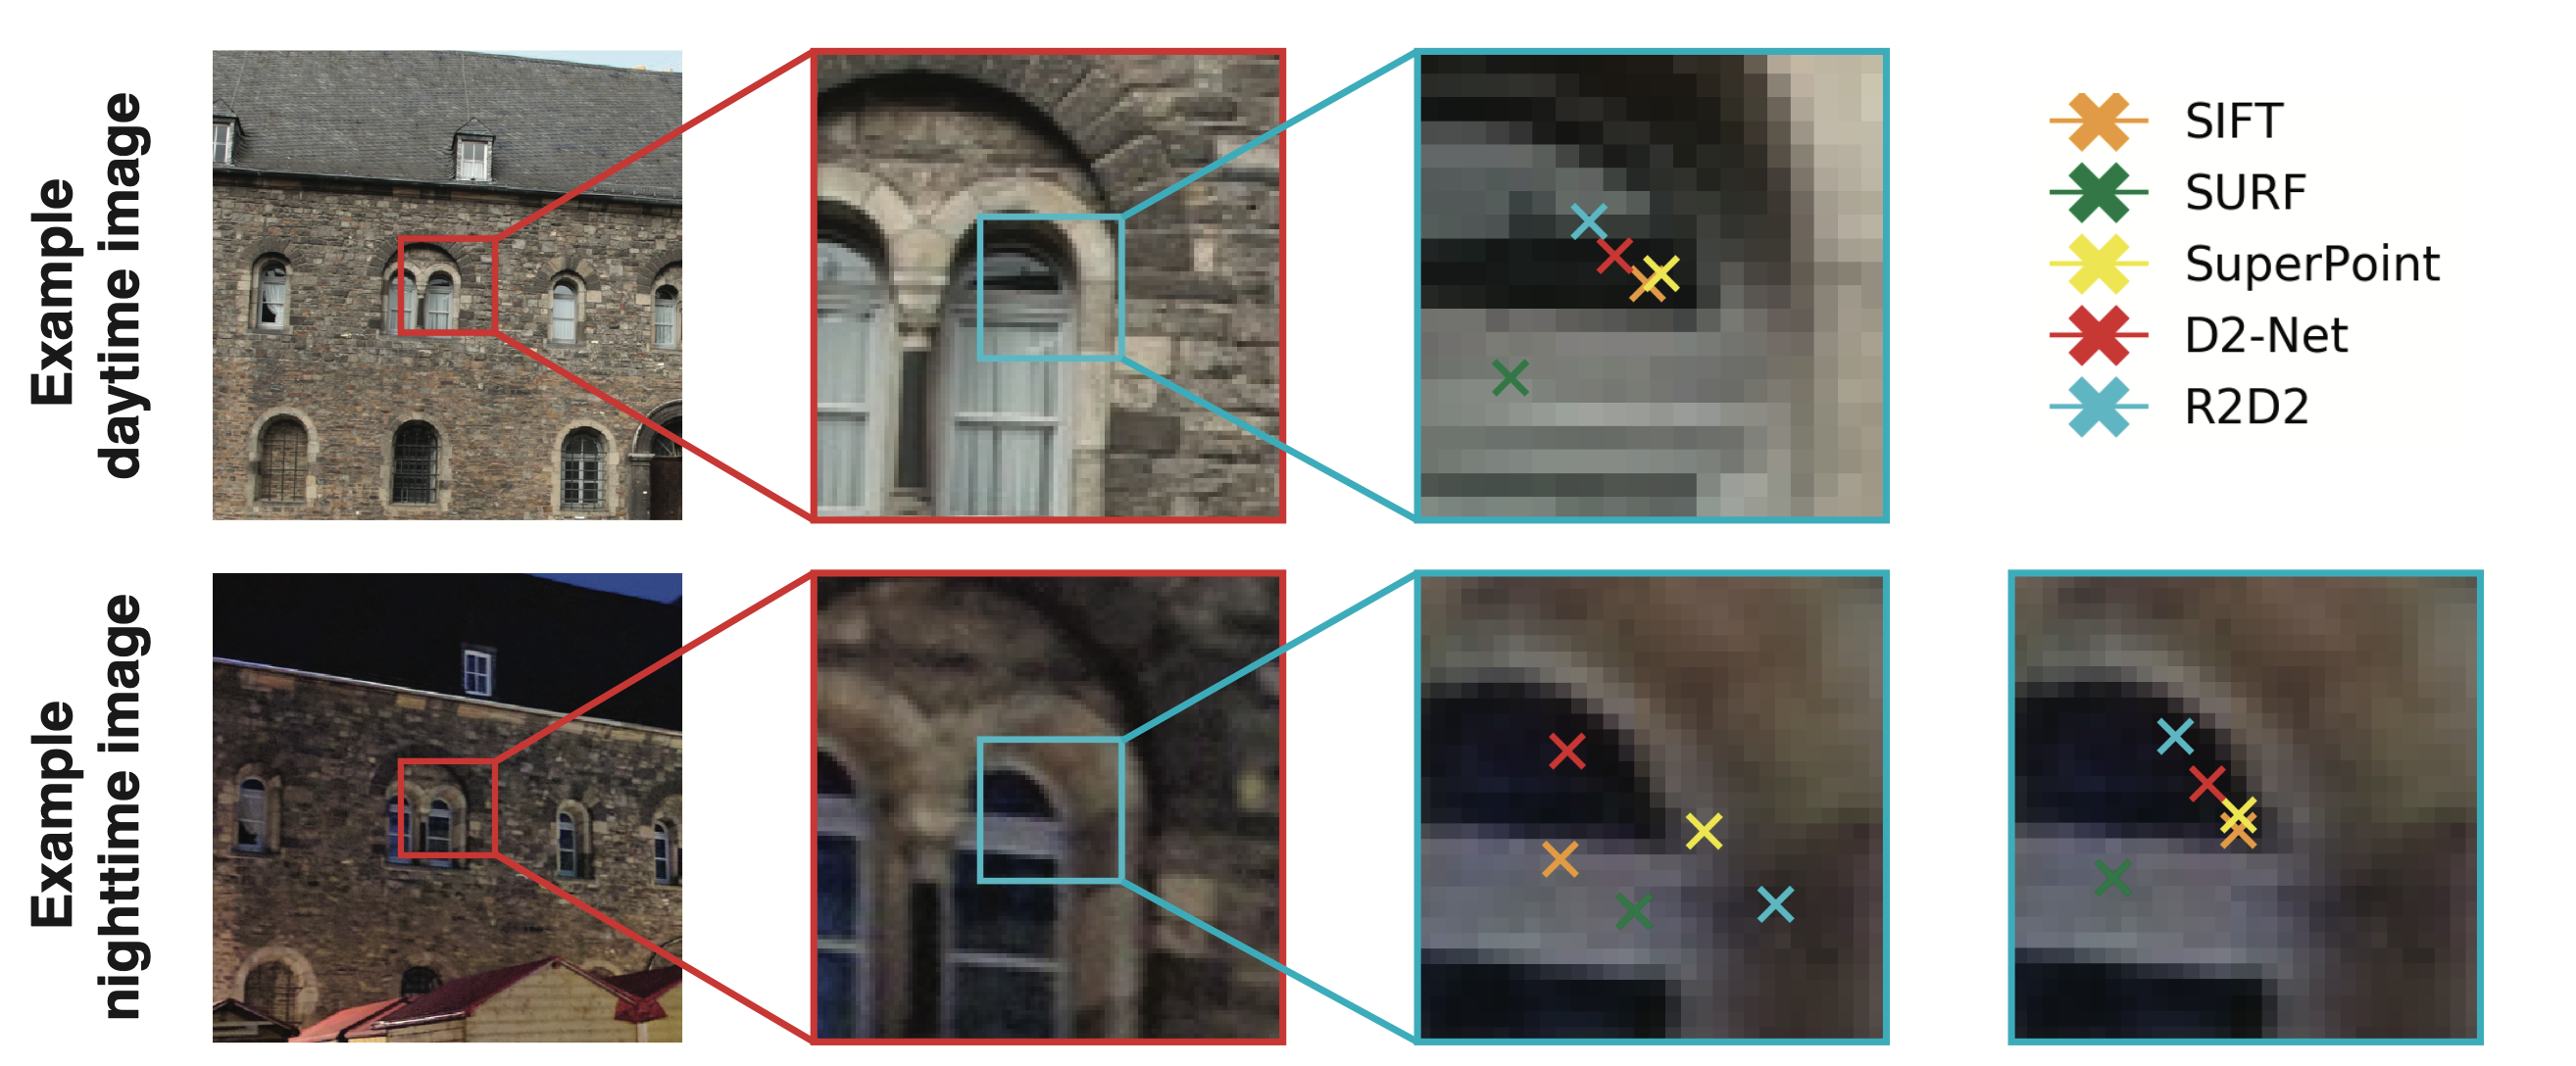 Example
daytime image
SIFT
SURF
SuperPoint
D2-Net
R2D2
Example
nighttime image